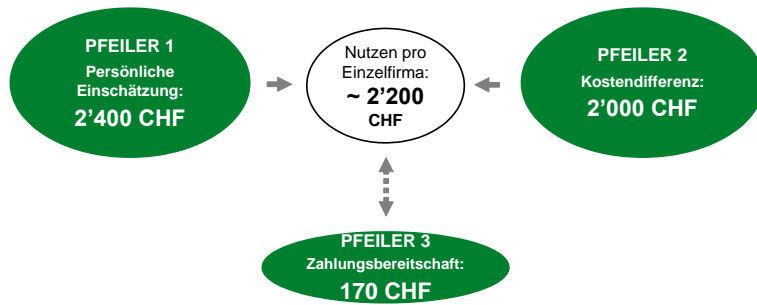 PFEILER 1
Persönliche
Einschätzung:
2'400 CHF
Nutzen pro
Einzelfirma:
~ 2'200
CHF
PFEILER 2
Kostendifferenz:
2'000 CHF
PFEILER 3
Zahlungsbereitschaft:
170 CHF